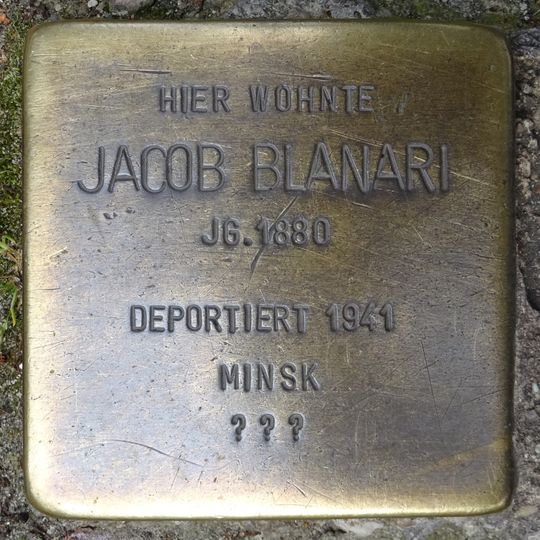 HIER WOHNTE
JACOB BLANARI
JG. 1880
DEPORTIERT 1941
MINSK
? ? ?